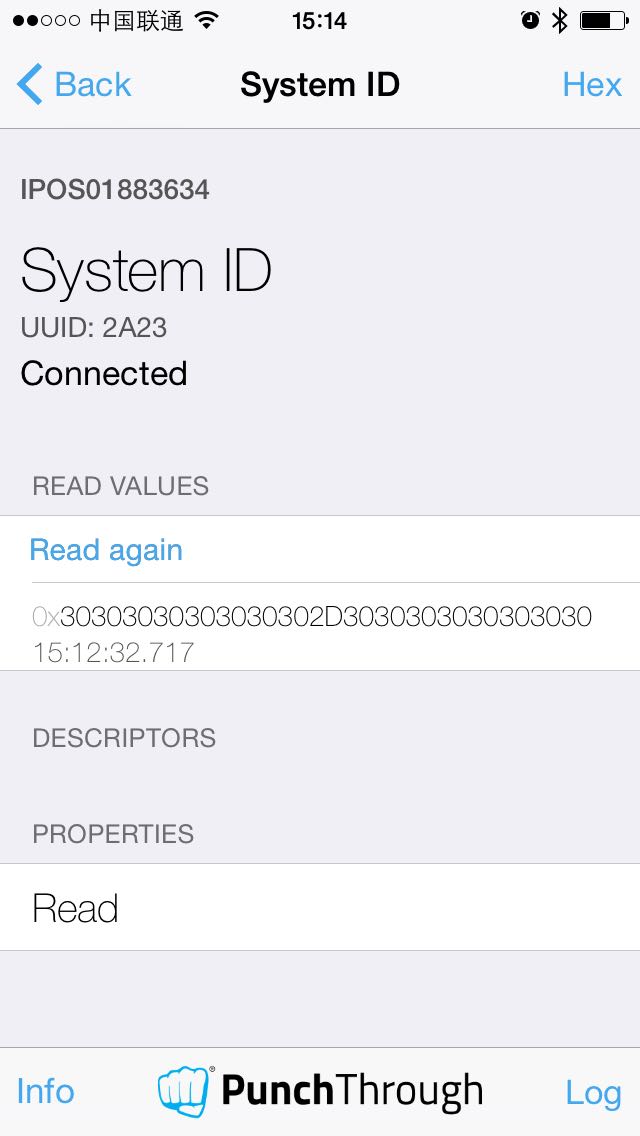 ●●○○○ 中国联通 15:14
Back System ID Hex
IPOS01883634
System ID
UUID: 2A23
Connected
READ VALUES
Read again
0x30303030303030302D3030303030303030
15:12:32.717
DESCRIPTORS
PROPERTIES
Read
Info PunchThrough® Log